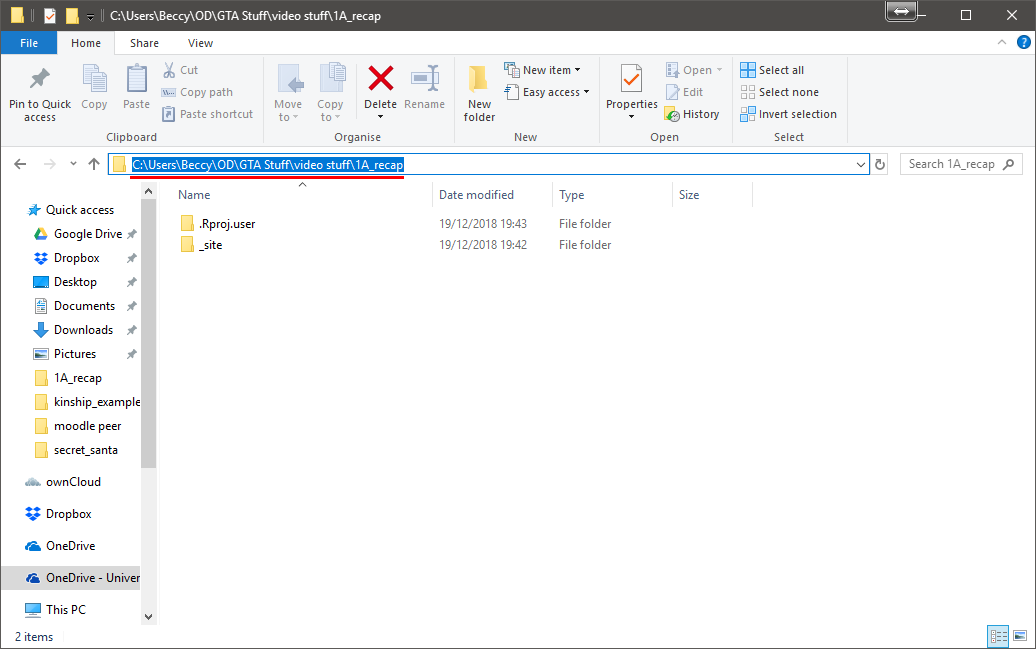 C:\Users\Beccy\OD\GTA Stuff\video stuff\1A_recap
File Home Share View
Pin to Quick access
Copy
Paste
Cut
Copy path
Paste shortcut
Clipboard
Move to
Copy to
Delete
Rename
Organise
New folder
New item
Easy access
New
Properties
Open
Edit
History
Open
Select all
Select none
Invert selection
Select
C:\Users\Beccy\OD\GTA Stuff\video stuff\1A_recap
Search 1A_recap
Quick access
Google Drive
Dropbox
Desktop
Documents
Downloads
Pictures
1A_recap
kinship_example
moodle peer
secret_santa
ownCloud
Dropbox
OneDrive
OneDrive - Univer
This PC
Name Date modified Type Size
.Rproj.user 19/12/2018 19:43 File folder
_site 19/12/2018 19:42 File folder
2 items